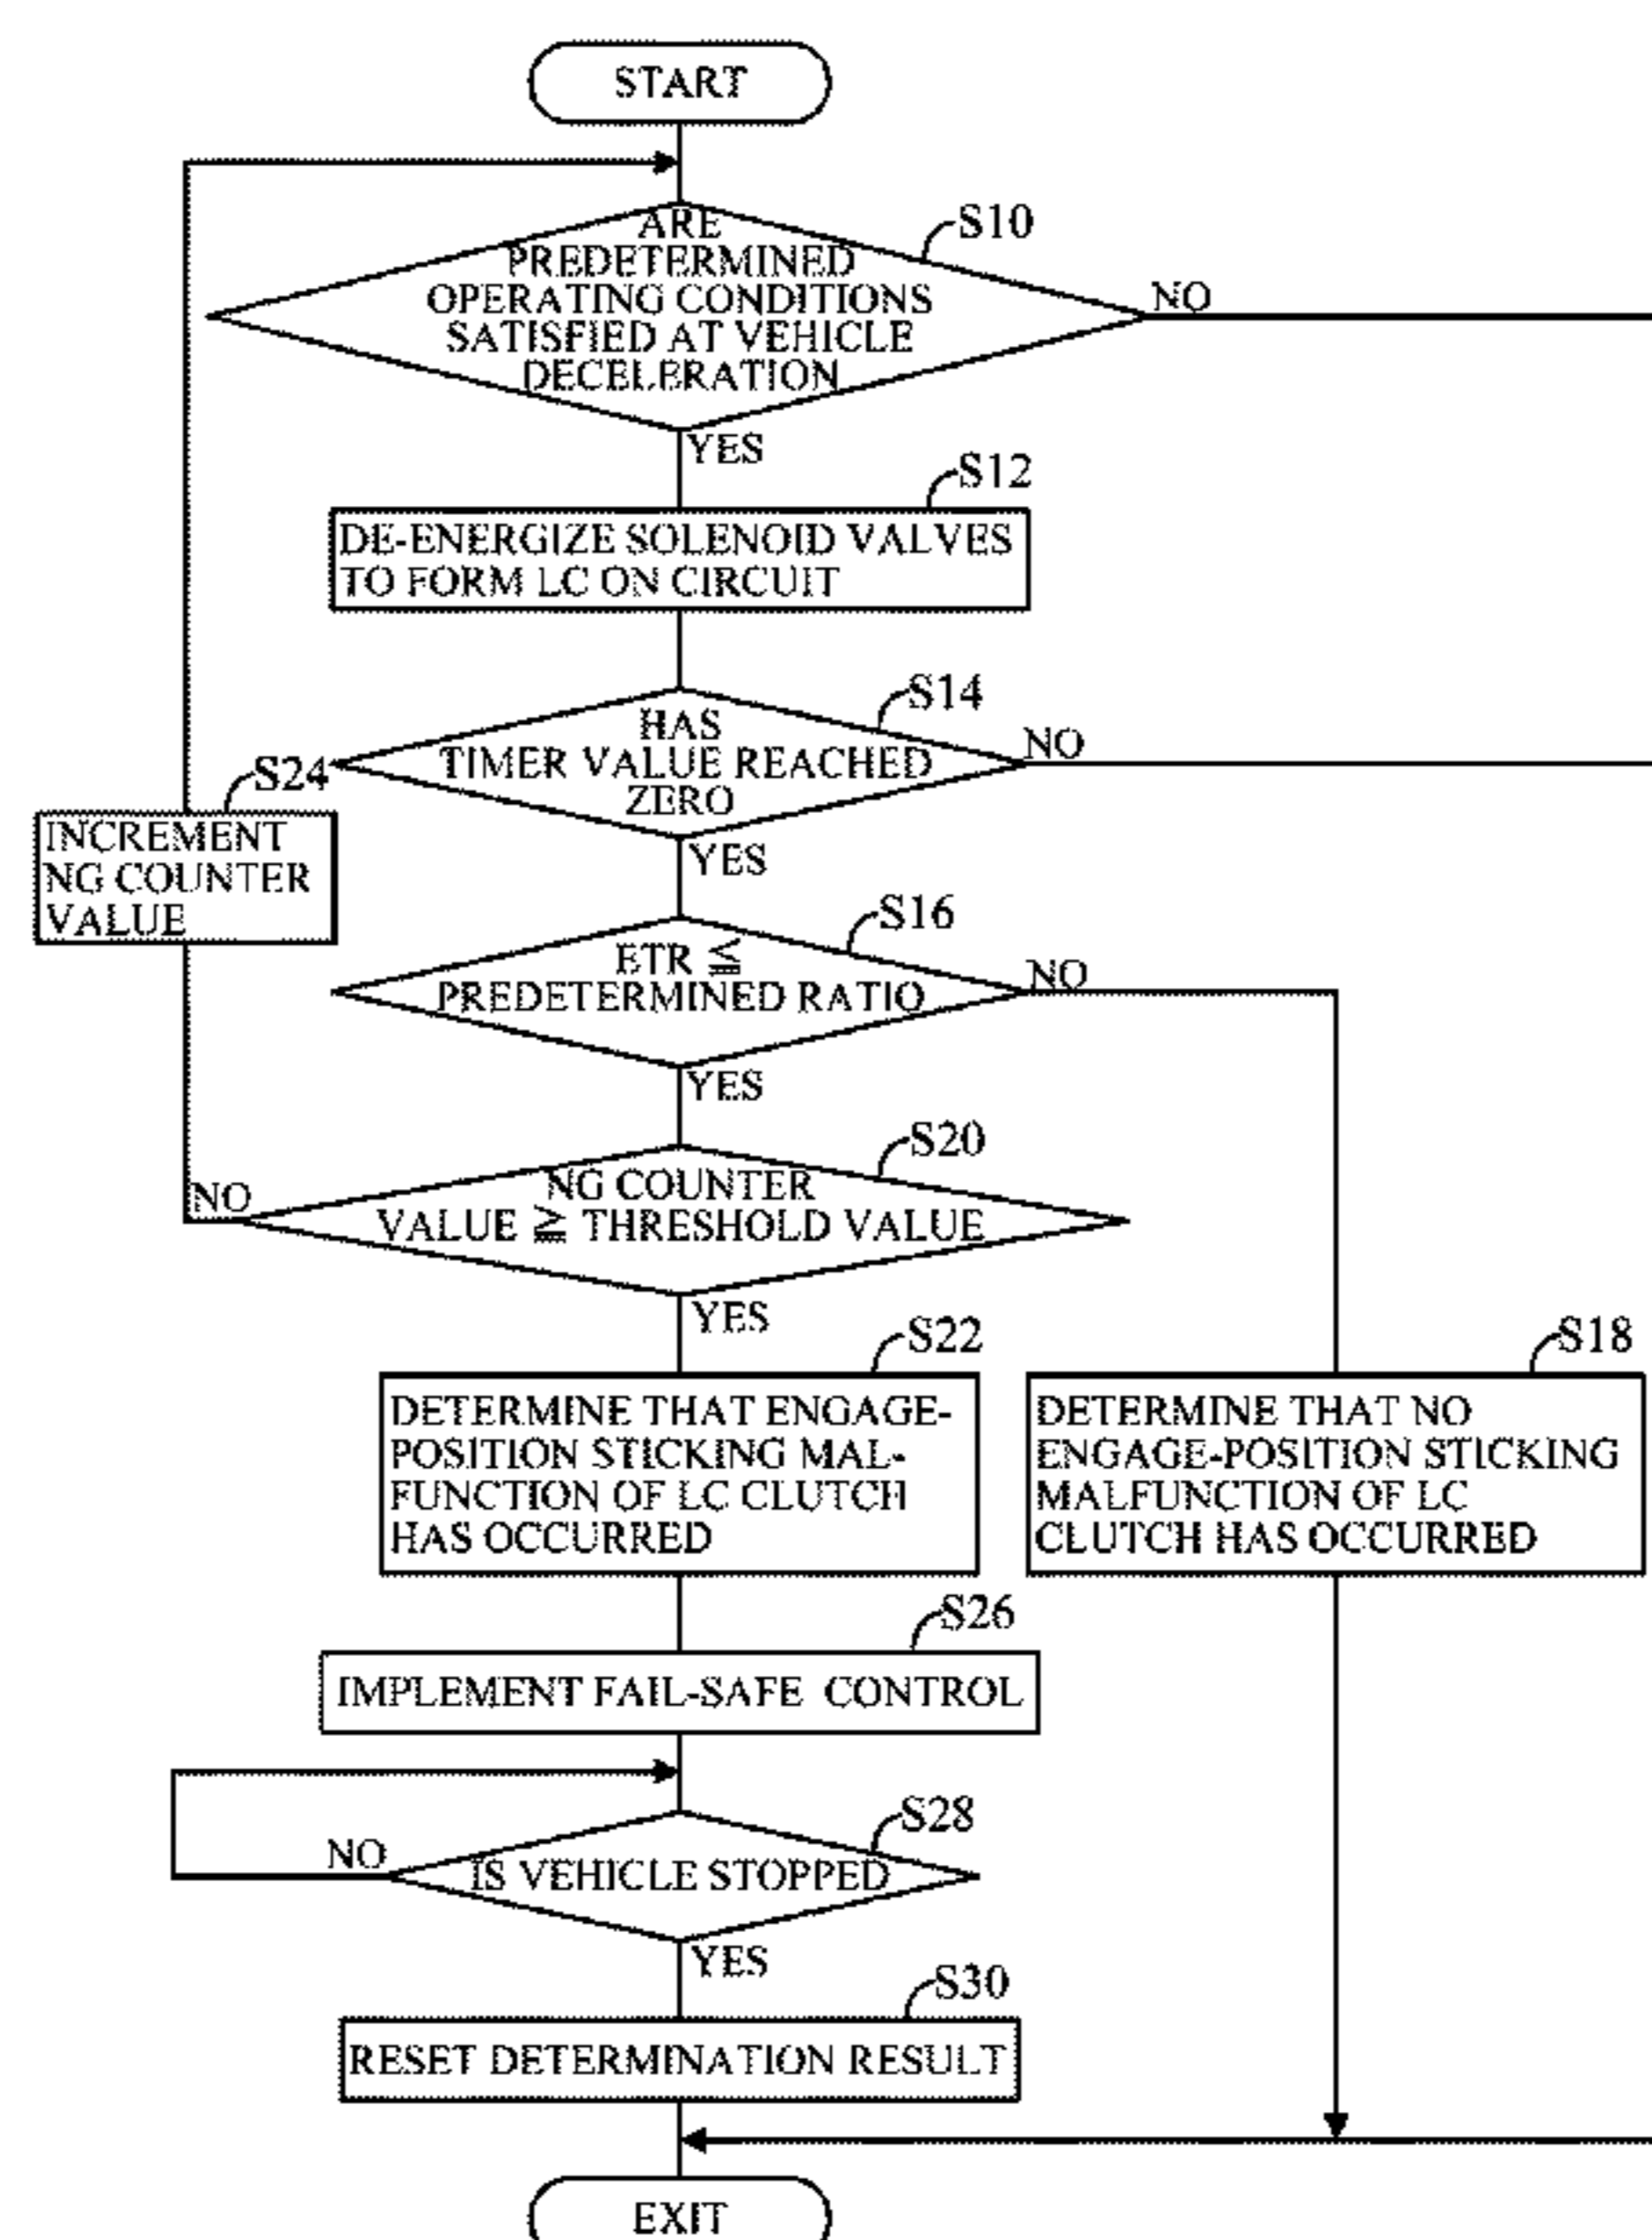 START
S10
ARE
PREDETERMINED
OPERATING CONDITIONS
SATISFIED AT VEHICLE
DECELERATION
NO
YES
S12
DE-ENERGIZE SOLENOID VALVES
TO FORM LC ON CIRCUIT
S14
HAS
TIMER VALUE REACHED
ZERO
NO
YES
S24
INCREMENT
NG COUNTER
VALUE
S16
ETR ≦
PREDETERMINED RATIO
NO
YES
S20
NG COUNTER
VALUE ≧ THRESHOLD VALUE
NO
YES
S22
DETERMINE THAT ENGAGE-
POSITION STICKING MAL-
FUNCTION OF LC CLUTCH
HAS OCCURRED
S18
DETERMINE THAT NO
ENGAGE-POSITION STICKING
MALFUNCTION OF LC
CLUTCH HAS OCCURRED
S26
IMPLEMENT FAIL-SAFE CONTROL
S28
IS VEHICLE STOPPED
NO
YES
S30
RESET DETERMINATION RESULT
EXIT